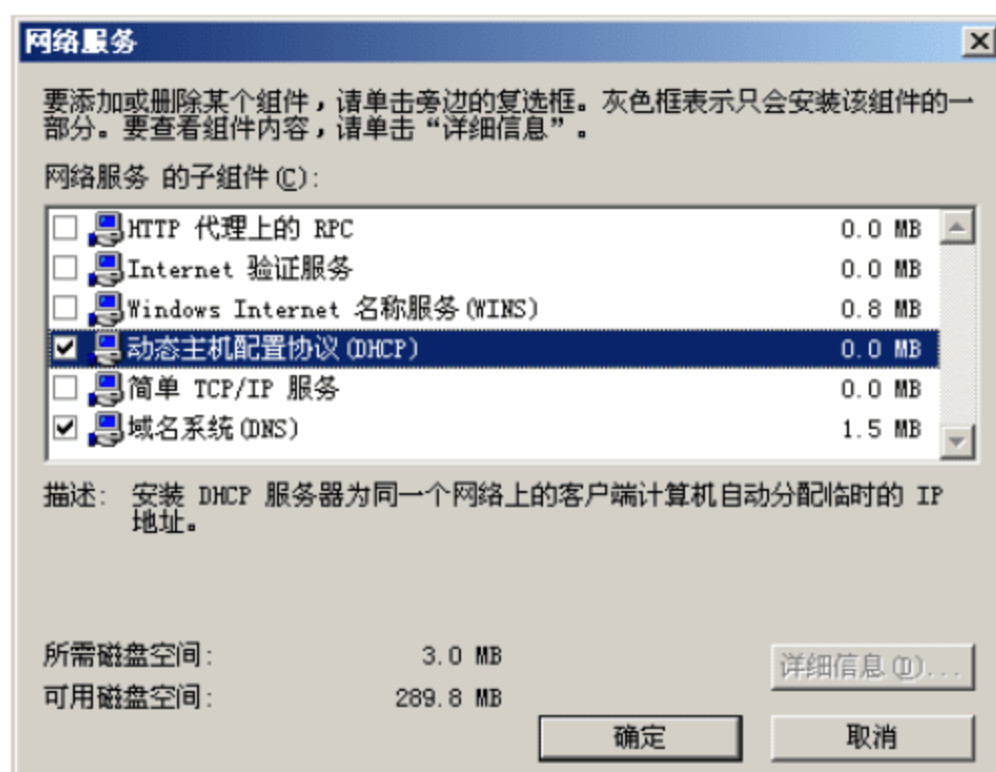 网络服务
要添加或删除某个组件，请单击旁边的复选框。灰色框表示只会安装该组件的一
部分。要查看组件内容，请单击“详细信息”。
网络服务 的子组件(C):
HTTP 代理上的 RPC 0.0 MB
Internet 验证服务 0.0 MB
Windows Internet 名称服务(WINS) 0.8 MB
动态主机配置协议(DHCP) 0.0 MB
简单 TCP/IP 服务 0.0 MB
域名系统(DNS) 1.5 MB
描述: 安装 DHCP 服务器为同一个网络上的客户端计算机自动分配临时的 IP
地址。
所需磁盘空间: 3.0 MB
详细信息(D)...
可用磁盘空间: 289.8 MB
确定 取消